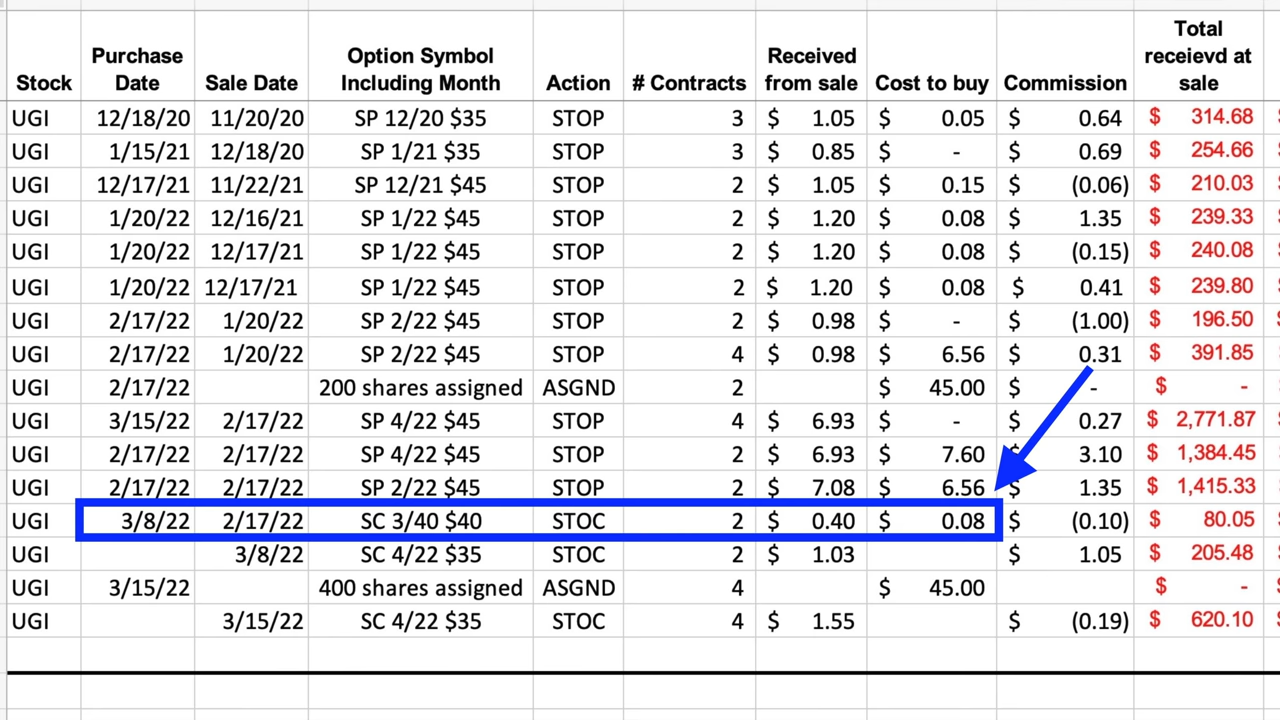 Stock Purchase Date Sale Date Option Symbol Including Month Action # Contracts Received from sale Cost to buy Commission Total receievd at sale
UGI 12/18/20 11/20/20 SP 12/20 $35 STOP 3 $ 1.05 $ 0.05 $ 0.64 $ 314.68
UGI 1/15/21 12/18/20 SP 1/21 $35 STOP 3 $ 0.85 $ - $ 0.69 $ 254.66
UGI 12/17/21 11/22/21 SP 12/21 $45 STOP 2 $ 1.05 $ 0.15 $ (0.06) $ 210.03
UGI 1/20/22 12/16/21 SP 1/22 $45 STOP 2 $ 1.20 $ 0.08 $ 1.35 $ 239.33
UGI 1/20/22 12/17/21 SP 1/22 $45 STOP 2 $ 1.20 $ 0.08 $ (0.15) $ 240.08
UGI 1/20/22 12/17/21 SP 1/22 $45 STOP 2 $ 1.20 $ 0.08 $ 0.41 $ 239.80
UGI 2/17/22 1/20/22 SP 2/22 $45 STOP 2 $ 0.98 $ - $ (1.00) $ 196.50
UGI 2/17/22 1/20/22 SP 2/22 $45 STOP 4 $ 0.98 $ 6.56 $ 0.31 $ 391.85
UGI 2/17/22 200 shares assigned ASGND 2 $ 45.00 $ - $ -
UGI 3/15/22 2/17/22 SP 4/22 $45 STOP 4 $ 6.93 $ - $ 0.27 $ 2,771.87
UGI 2/17/22 2/17/22 SP 4/22 $45 STOP 2 $ 6.93 $ 7.60 $ 3.10 $ 1,384.45
UGI 2/17/22 2/17/22 SP 2/22 $45 STOP 2 $ 7.08 $ 6.56 $ 1.35 $ 1,415.33
UGI 3/8/22 2/17/22 SC 3/40 $40 STOC 2 $ 0.40 $ 0.08 $ (0.10) $ 80.05
UGI 3/8/22 SC 4/22 $35 STOC 2 $ 1.03 $ 1.05 $ 205.48
UGI 3/15/22 400 shares assigned ASGND 4 $ 45.00 $ -
UGI 3/15/22 SC 4/22 $35 STOC 4 $ 1.55 $ (0.19) $ 620.10